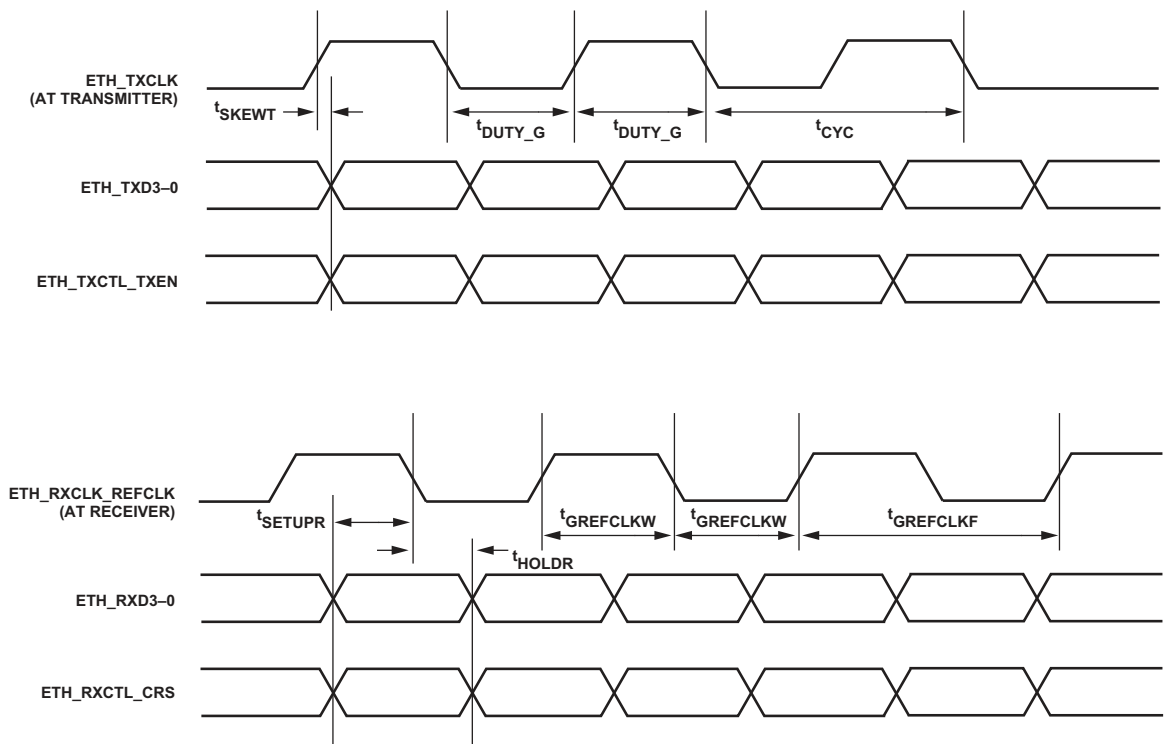 ETH_TXCLK
(AT TRANSMITTER)
tSKEWT
tDUTY_G
tDUTY_G
tCYC
ETH_TXD3–0
ETH_TXCTL_TXEN
ETH_RXCLK_REFCLK
(AT RECEIVER)
tSETUPR
tGREFCLKW
tGREFCLKW
tGREFCLKF
tHOLDR
ETH_RXD3–0
ETH_RXCTL_CRS